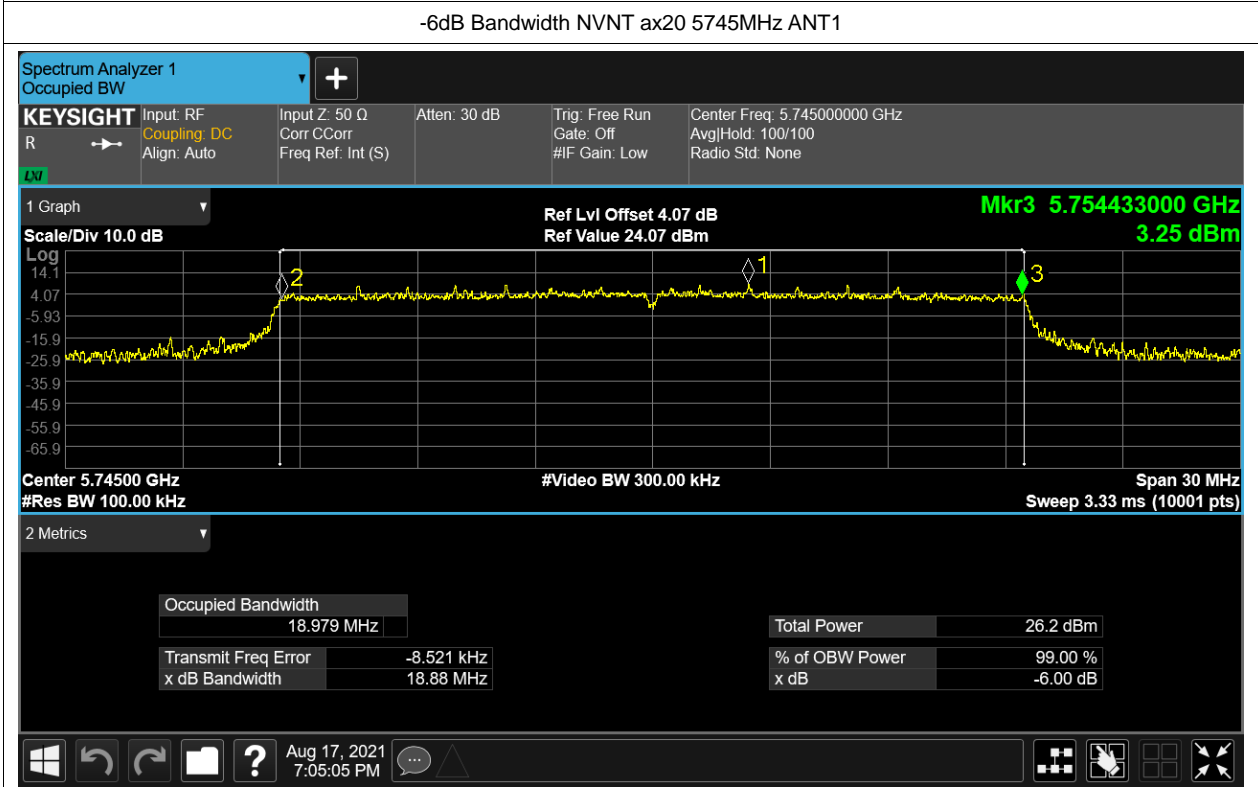 -6dB Bandwidth NVNT ax20 5745MHz ANT1
Spectrum Analyzer 1
Occupied BW
KEYSIGHT
R
LXI
Input: RF
Coupling: DC
Align: Auto
Input Z: 50 Ω
Corr CCorr
Freq Ref: Int (S)
Atten: 30 dB
Trig: Free Run
Gate: Off
#IF Gain: Low
Center Freq: 5.745000000 GHz
Avg|Hold: 100/100
Radio Std: None
1 Graph
Scale/Div 10.0 dB
Ref Lvl Offset 4.07 dB
Ref Value 24.07 dBm
Mkr3 5.754433000 GHz
3.25 dBm
Log
14.1
4.07
-5.93
-15.9
-25.9
-35.9
-45.9
-55.9
-65.9
2
1
3
Center 5.74500 GHz
#Res BW 100.00 kHz
#Video BW 300.00 kHz
Span 30 MHz
Sweep 3.33 ms (10001 pts)
2 Metrics
Occupied Bandwidth
18.979 MHz
Transmit Freq Error -8.521 kHz
x dB Bandwidth 18.88 MHz
Total Power 26.2 dBm
% of OBW Power 99.00 %
x dB -6.00 dB
?
Aug 17, 2021
7:05:05 PM